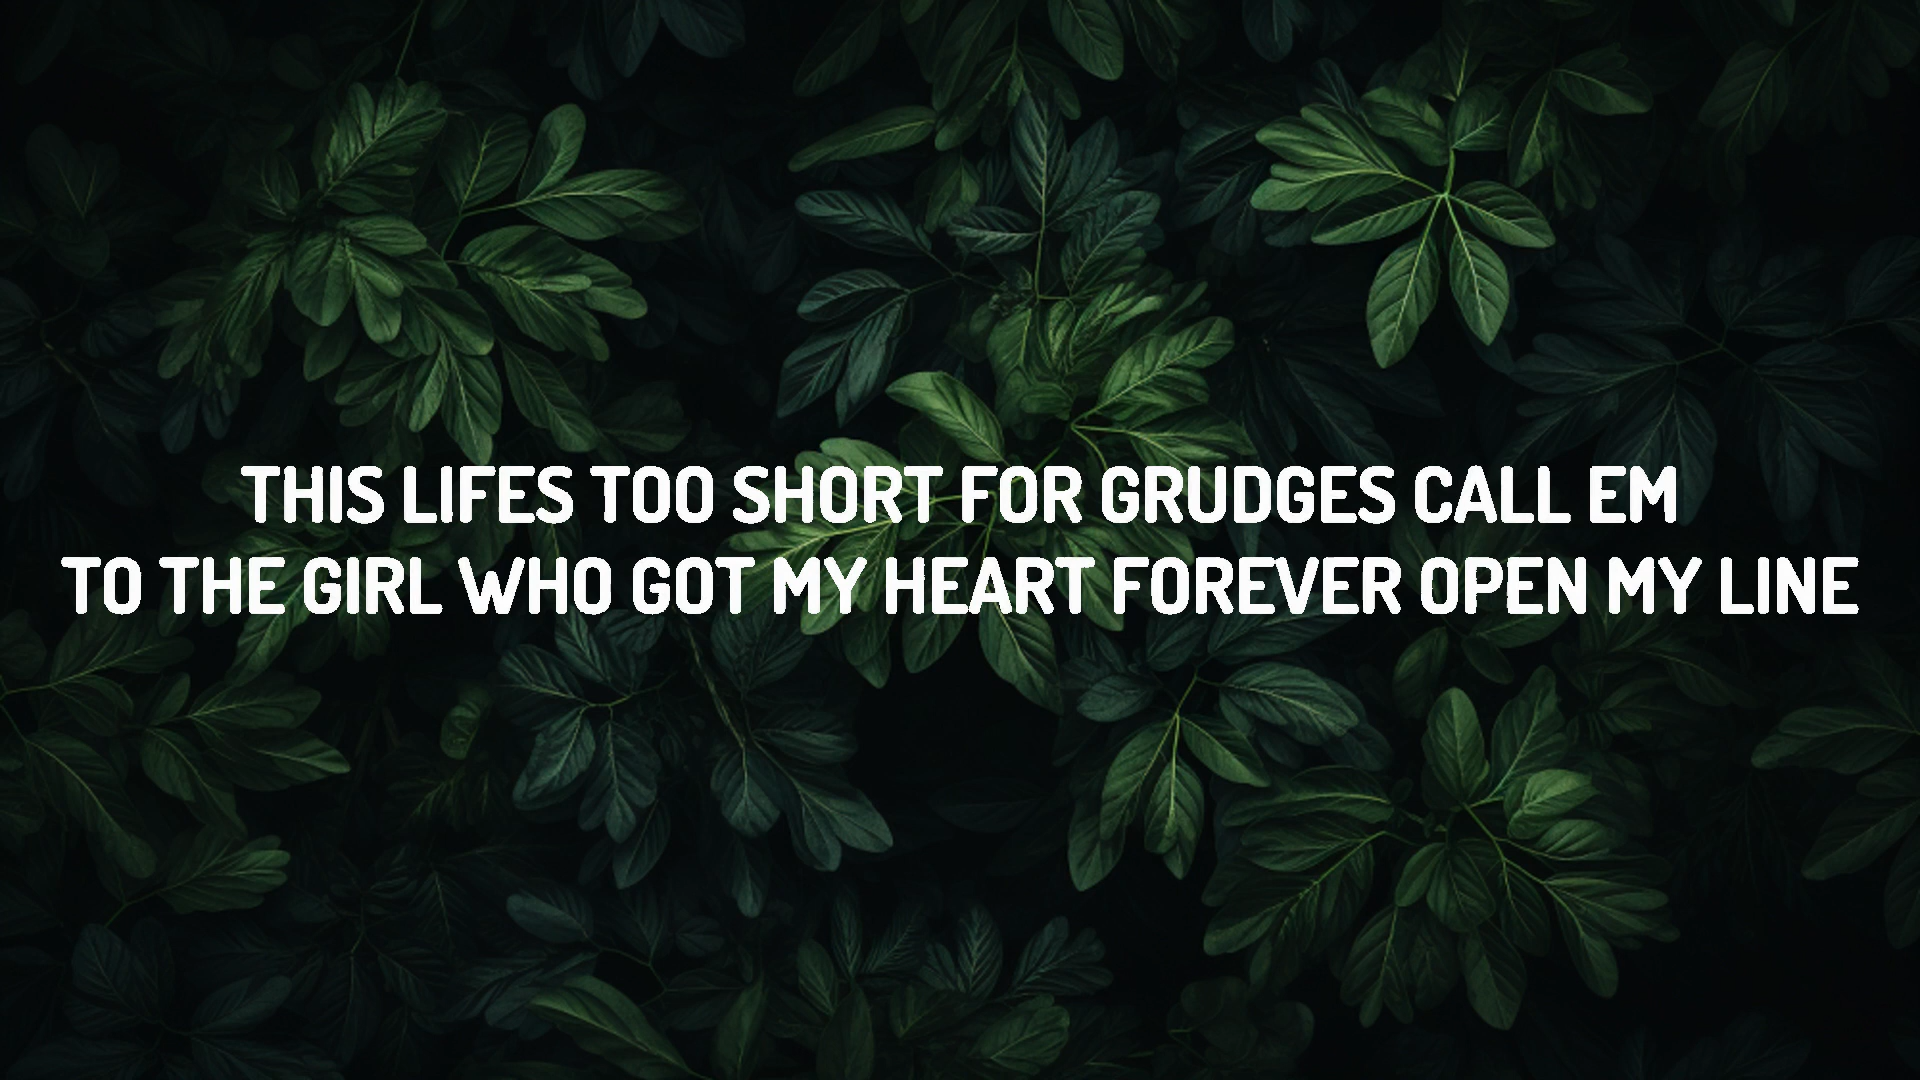 THIS LIFES TOO SHORT FOR GRUDGES CALL EM
TO THE GIRL WHO GOT MY HEART FOREVER OPEN MY LINE